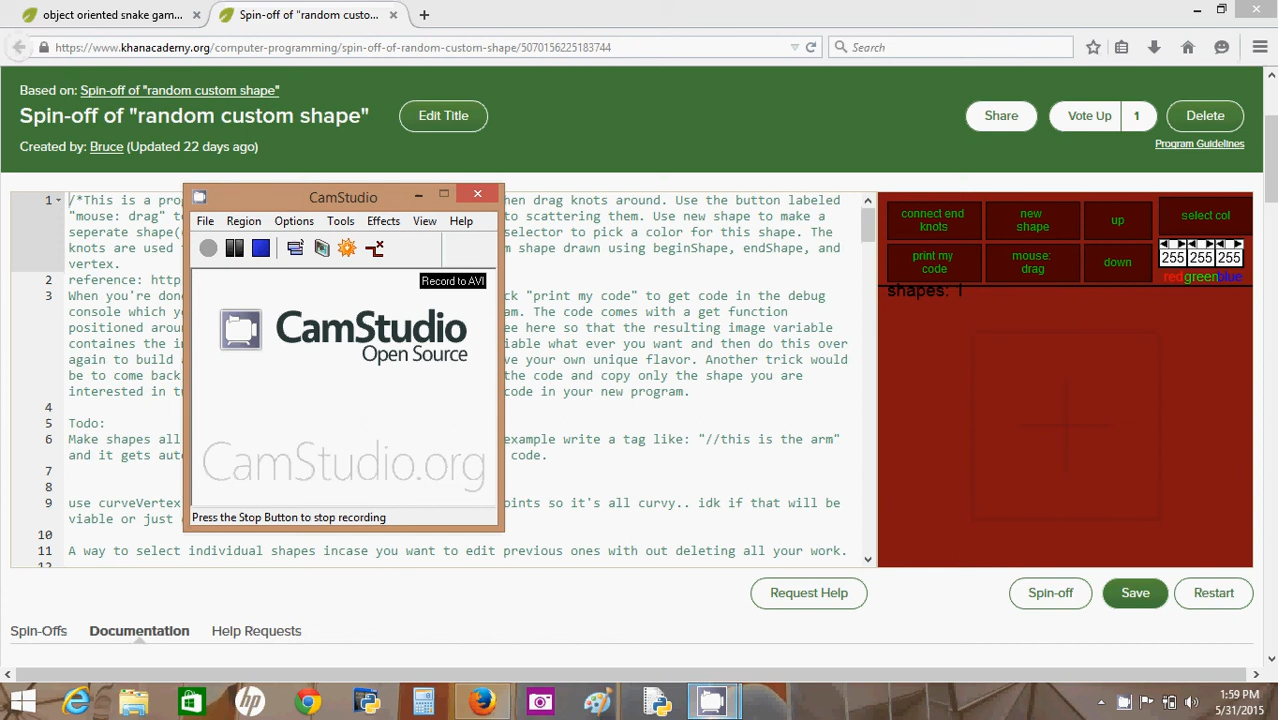 object oriented snake gam...
Spin-off of "random custo...
https://www.khanacademy.org/computer-programming/spin-off-of-random-custom-shape/5070156225183744
Search
Based on: Spin-off of "random custom shape"
Spin-off of "random custom shape"
Edit Title
Share
Vote Up
1
Delete
Created by: Bruce (Updated 22 days ago)
Program Guidelines
CamStudio
File Region Options Tools Effects View Help
Record to AVI
CamStudio
Open Source
CamStudio.org
Press the Stop Button to stop recording
1
/*This is a pro
hen drag knots around. Use the button labeled
"mouse: drag" t
to scattering them. Use new shape to make a
seperate shape(
selector to pick a color for this shape. The
knots are used
m shape drawn using beginShape, endShape, and
vertex.
2
reference: http
3
When you're don
ck "print my code" to get code in the debug
console which yo
am. The code comes with a get function
positioned arou
ee here so that the resulting image variable
containes the i
iable what ever you want and then do this over
again to build
ve your own unique flavor. Another trick would
be to come back
the code and copy only the shape you are
interested in t
code in your new program.
4
5
Todo:
6
Make shapes all
example write a tag like: "//this is the arm"
and it gets aut
code.
7
8
9
use curveVertex
points so it's all curvy.. idk if that will be
viable or just
10
11
A way to select individual shapes incase you want to edit previous ones with out deleting all your work.
12
connect end
knots
new
shape
up
select col
print my
code
mouse:
drag
down
255 255 255
red green blue
shapes: 1
Request Help
Spin-off
Save
Restart
Spin-Offs
Documentation
Help Requests
1:59 PM
5/31/2015